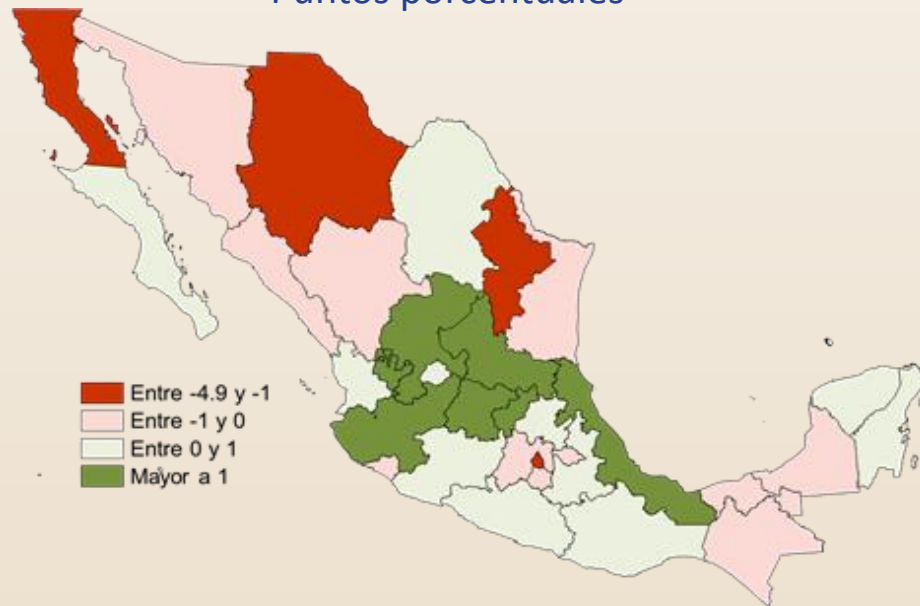 Puntos porcentuales
Entre -4.9 y -1
Entre -1 y 0
Entre 0 y 1
Mayor a 1